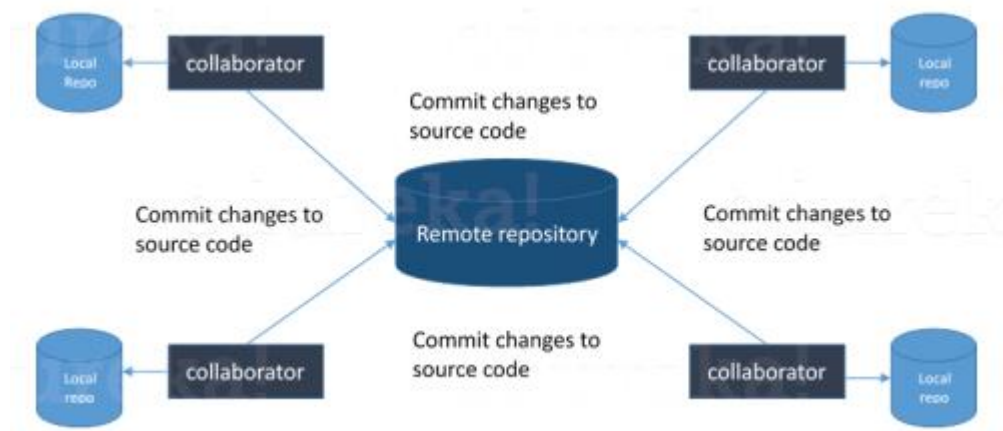 Local
Repo
collaborator
collaborator
Local
repo
Commit changes to
source code
Commit changes to
source code
Remote repository
Commit changes to
source code
Commit changes to
source code
Local
repo
collaborator
collaborator
Local
repo